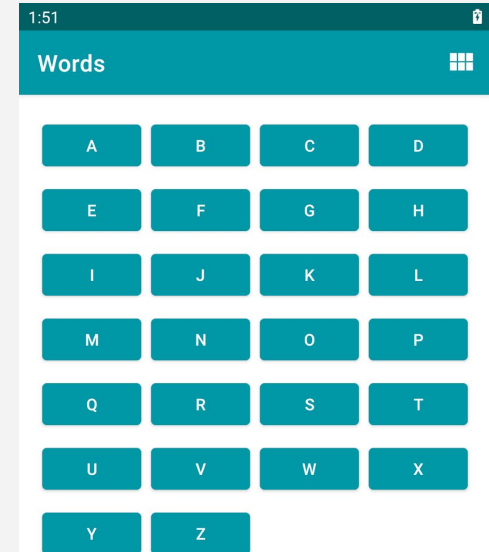 1:51
Words
A B C D
E F G H
I J K L
M N O P
Q R S T
U V W X
Y Z